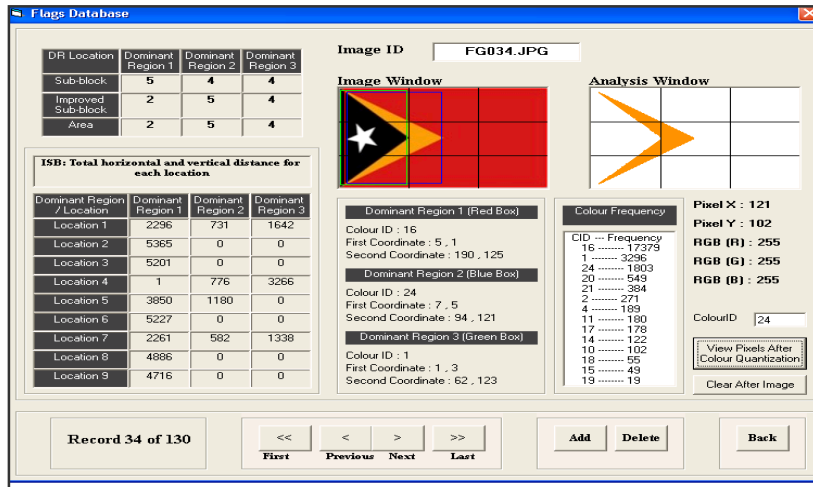 Flags Database
DR Location Dominant Region 1 Dominant Region 2 Dominant Region 3
Sub-block 5 4 4
Improved Sub-block 2 5 4
Area 2 5 4
Image ID FG034.JPG
Image Window
Analysis Window
ISB: Total horizontal and vertical distance for each location
Dominant Region / Location Dominant Region 1 Dominant Region 2 Dominant Region 3
Location 1 2296 731 1642
Location 2 5365 0 0
Location 3 5201 0 0
Location 4 1 776 3266
Location 5 3850 1180 0
Location 6 5227 0 0
Location 7 2261 582 1338
Location 8 4886 0 0
Location 9 4716 0 0
Dominant Region 1 (Red Box)
Colour ID : 16
First Coordinate : 5 , 1
Second Coordinate : 190 , 125
Dominant Region 2 (Blue Box)
Colour ID : 24
First Coordinate : 7 , 5
Second Coordinate : 94 , 121
Dominant Region 3 (Green Box)
Colour ID : 1
First Coordinate : 1 , 3
Second Coordinate : 62 , 123
Colour Frequency
CID --- Frequency
16 -------- 17379
1 -------- 3296
24 -------- 1803
20 -------- 549
21 -------- 384
2 -------- 271
4 -------- 189
11 -------- 180
17 -------- 178
14 -------- 122
10 -------- 102
18 -------- 55
15 -------- 49
19 -------- 19
Pixel X : 121
Pixel Y : 102
RGB (R) : 255
RGB (G) : 255
RGB (B) : 255
ColourID 24
View Pixels After Colour Quantization
Clear After Image
Record 34 of 130
<< < > >>
First Previous Next Last
Add Delete
Back